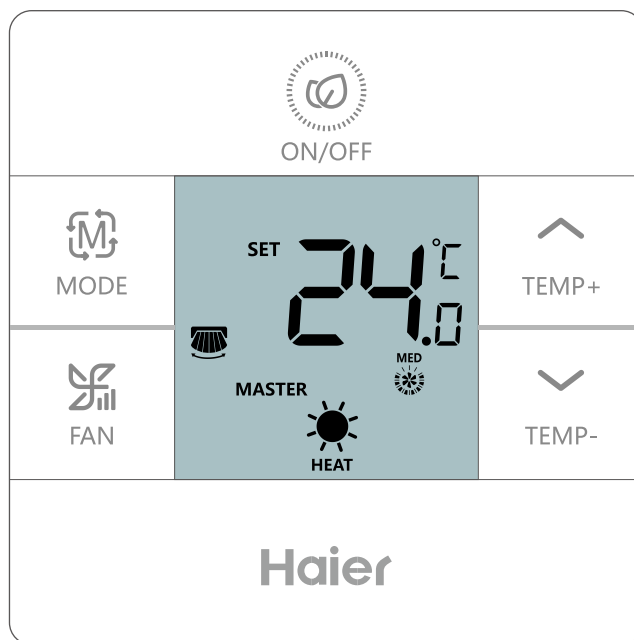 ON/OFF
M
MODE
FAN
SET 24.0 °C
MED
MASTER
HEAT
TEMP+
TEMP-
Haier